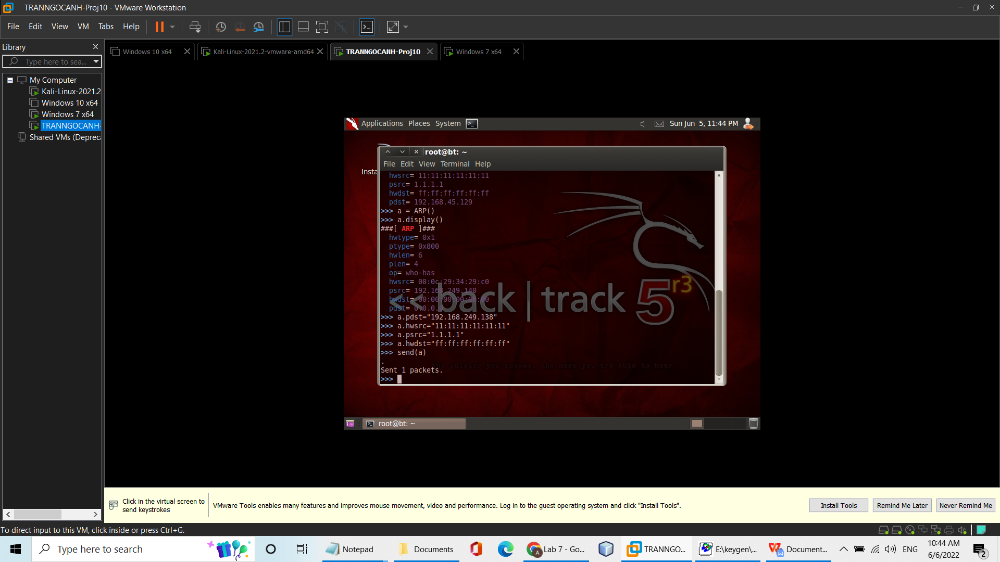 TRANNGOCANH-Proj10 - VMware Workstation
File Edit View VM Tabs Help
Library
Type here to sea...
My Computer
Kali-Linux-2021.2
Windows 10 x64
Windows 7 x64
TRANNGOCANH-
Shared VMs (Depreca
Windows 10 x64
Kali-Linux-2021.2-vmware-amd64
TRANNGOCANH-Proj10
Windows 7 x64
Applications Places System
Sun Jun 5, 11:44 PM
Insta
root@bt: ~
File Edit View Terminal Help
hwsrc= 11:11:11:11:11:11
psrc= 1.1.1.1
hwdst= ff:ff:ff:ff:ff:ff
pdst= 192.168.45.129
>>> a = ARP()
>>> a.display()
###[ ARP ]###
hwtype= 0x1
ptype= 0x800
hwlen= 6
plen= 4
op= who-has
hwsrc= 00:0c:29:34:29:c0
psrc= 192.168.249.140
hwdst= 00:00:00:00:00:00
pdst= 0.0.0.0
>>> a.pdst="192.168.249.138"
>>> a.hwsrc="11:11:11:11:11:11"
>>> a.psrc="1.1.1.1"
>>> a.hwdst="ff:ff:ff:ff:ff:ff"
>>> send(a)
.
Sent 1 packets.
>>>
<< back | track 5 r3
the quieter you become, the more you are able to hear
root@bt: ~
Click in the virtual screen to
send keystrokes
VMware Tools enables many features and improves mouse movement, video and performance. Log in to the guest operating system and click "Install Tools".
Install Tools
Remind Me Later
Never Remind Me
To direct input to this VM, click inside or press Ctrl+G.
Type here to search
Notepad
Documents
Lab 7 - Go...
TRANNGO...
E:\keygen\...
Document...
ENG
10:44 AM
6/6/2022
2